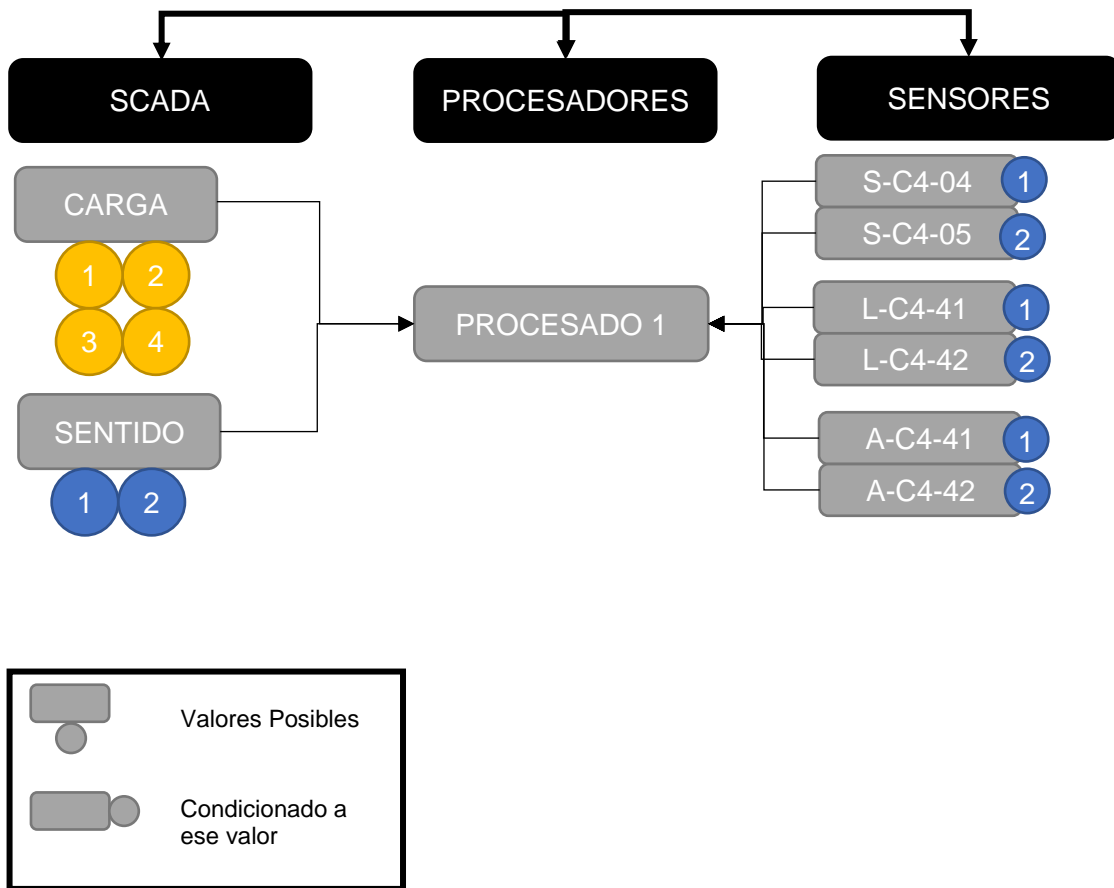 SCADA
PROCESADORES
SENSORES
CARGA
1
2
3
4
SENTIDO
1
2
PROCESADO 1
S-C4-04
1
S-C4-05
2
L-C4-41
1
L-C4-42
2
A-C4-41
1
A-C4-42
2
Valores Posibles
Condicionado a
ese valor